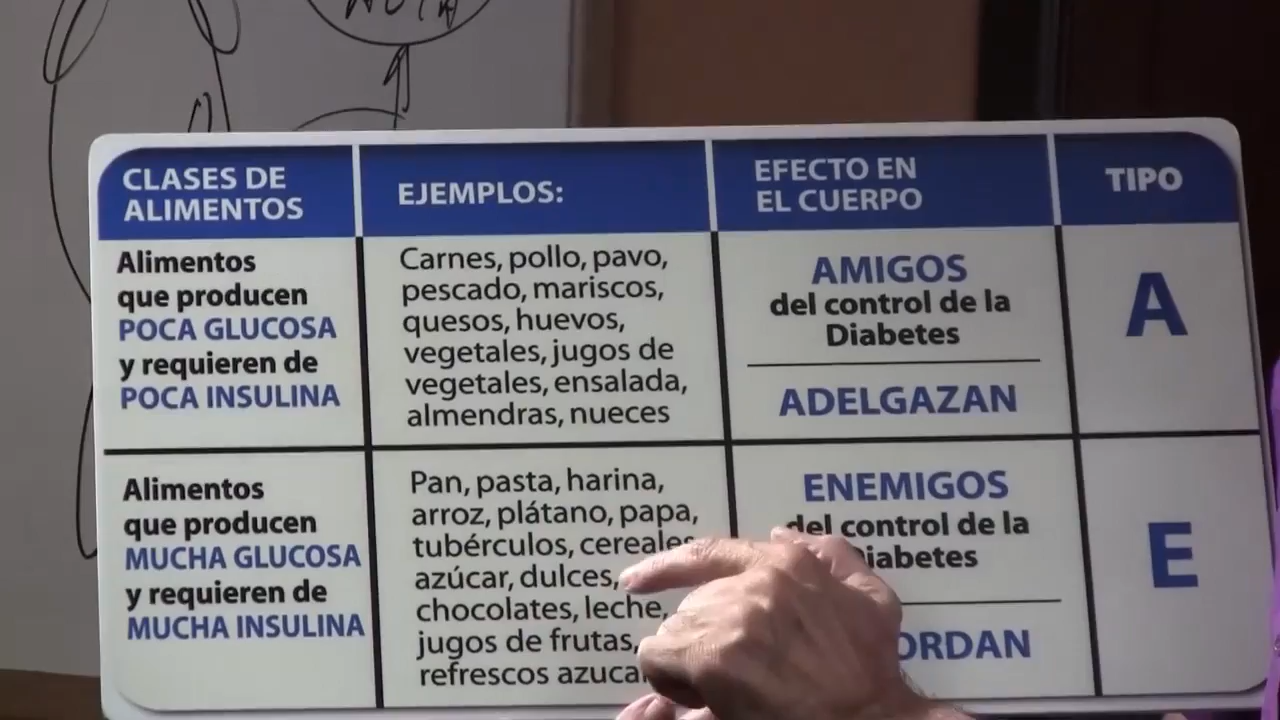 CLASES DE
ALIMENTOS
EJEMPLOS:
EFECTO EN
EL CUERPO
TIPO
Alimentos
que producen
POCA GLUCOSA
y requieren de
POCA INSULINA
Carnes, pollo, pavo,
pescado, mariscos,
quesos, huevos,
vegetales, jugos de
vegetales, ensalada,
almendras, nueces
AMIGOS
del control de la
Diabetes
ADELGAZAN
A
Alimentos
que producen
MUCHA GLUCOSA
y requieren de
MUCHA INSULINA
Pan, pasta, harina,
arroz, plátano, papa,
tubérculos, cereales
azúcar, dulces,
chocolates, leche,
jugos de frutas,
refrescos
ENEMIGOS
del control de la
Diabetes
E